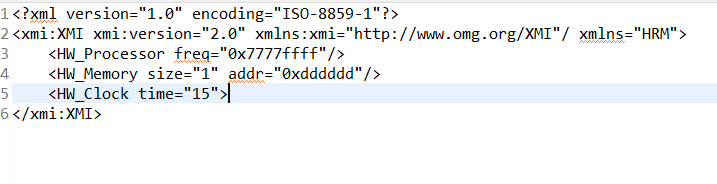 1 <?xml version="1.0" encoding="ISO-8859-1"?>
2 <xmi:XMI xmi:version="2.0" xmlns:xmi="http://www.omg.org/XMI"/ xmlns="HRM">
3     <HW_Processor freq="0x7777ffff"/>
4     <HW_Memory size="1" addr="0xdddddd"/>
5     <HW_Clock time="15">
6 </xmi:XMI>